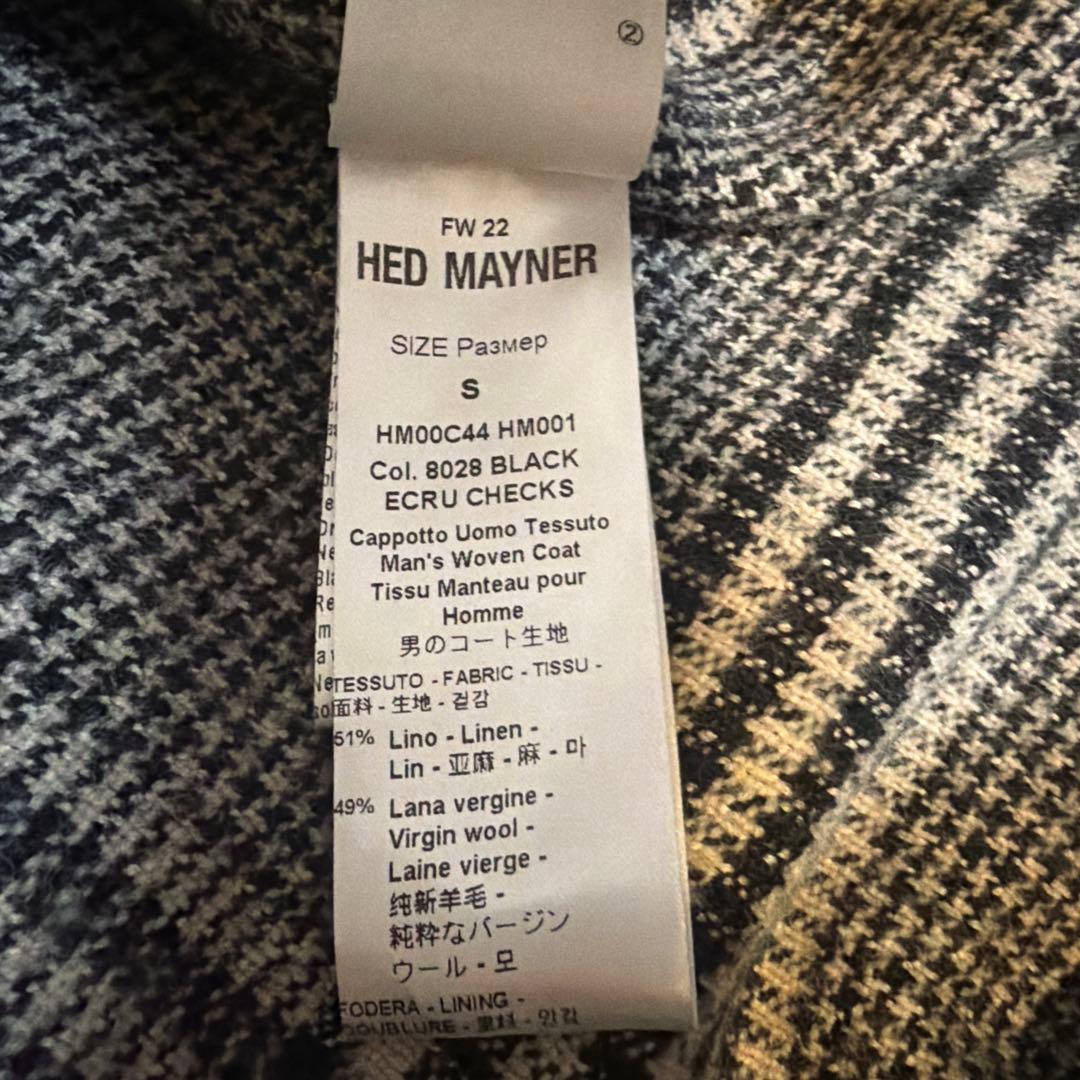 ②
FW 22
HED MAYNER
SIZE Размер
S
HM00C44 HM001
Col. 8028 BLACK
ECRU CHECKS
Cappotto Uomo Tessuto
Man's Woven Coat
Tissu Manteau pour
Homme
男のコート生地
TESSUTO - FABRIC - TISSU -
面料 - 生地 - 겉감
51% Lino - Linen -
Lin - 亚麻 - 麻 - 마
49% Lana vergine -
Virgin wool -
Laine vierge -
纯新羊毛 -
純粋なバージン
ウール - 모
FODERA - LINING -
DOUBLURE - 里料 - 안감